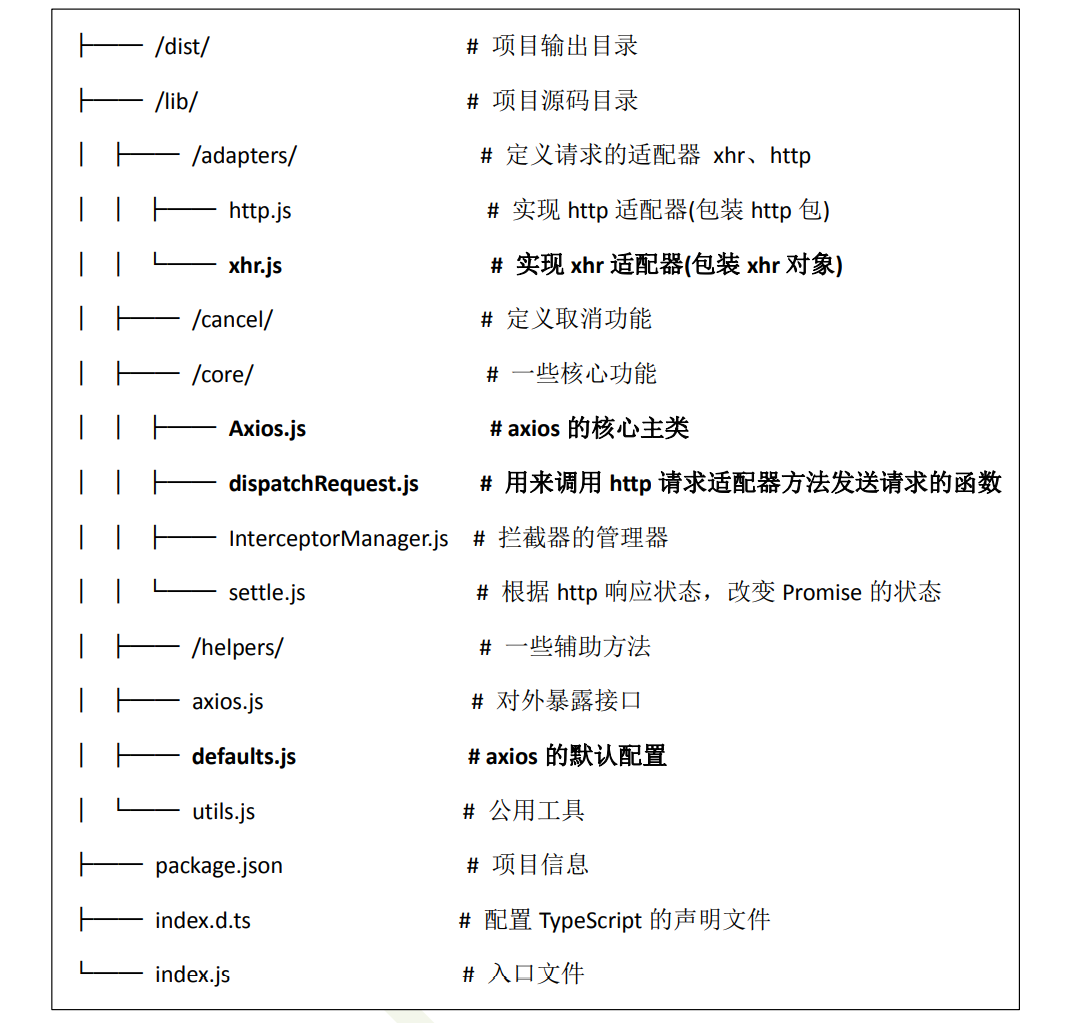 ├── /dist/ # 项目输出目录
├── /lib/ # 项目源码目录
│ ├── /adapters/ # 定义请求的适配器 xhr、http
│ │ ├── http.js # 实现 http 适配器(包装 http 包)
│ │ └── xhr.js # 实现 xhr 适配器(包装 xhr 对象)
│ ├── /cancel/ # 定义取消功能
│ ├── /core/ # 一些核心功能
│ │ ├── Axios.js # axios 的核心主类
│ │ ├── dispatchRequest.js # 用来调用 http 请求适配器方法发送请求的函数
│ │ ├── InterceptorManager.js # 拦截器的管理器
│ │ └── settle.js # 根据 http 响应状态，改变 Promise 的状态
│ ├── /helpers/ # 一些辅助方法
│ ├── axios.js # 对外暴露接口
│ ├── defaults.js # axios 的默认配置
│ └── utils.js # 公用工具
├── package.json # 项目信息
├── index.d.ts # 配置 TypeScript 的声明文件
└── index.js # 入口文件